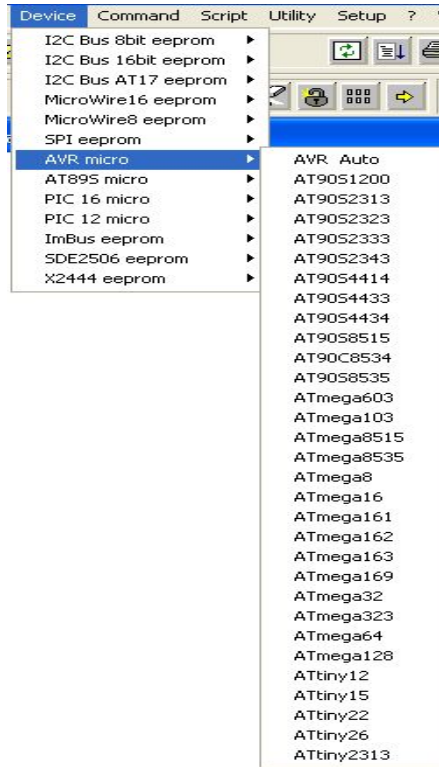 Device Command Script Utility Setup ?
I2C Bus 8bit eeprom
I2C Bus 16bit eeprom
I2C Bus AT17 eeprom
MicroWire16 eeprom
MicroWire8 eeprom
SPI eeprom
AVR micro
AT89S micro
PIC 16 micro
PIC 12 micro
ImBus eeprom
SDE2506 eeprom
X2444 eeprom
AVR Auto
AT90S1200
AT90S2313
AT90S2323
AT90S2333
AT90S2343
AT90S4414
AT90S4433
AT90S4434
AT90S8515
AT90C8534
AT90S8535
ATmega603
ATmega103
ATmega8515
ATmega8535
ATmega8
ATmega16
ATmega161
ATmega162
ATmega163
ATmega169
ATmega32
ATmega323
ATmega64
ATmega128
ATtiny12
ATtiny15
ATtiny22
ATtiny26
ATtiny2313